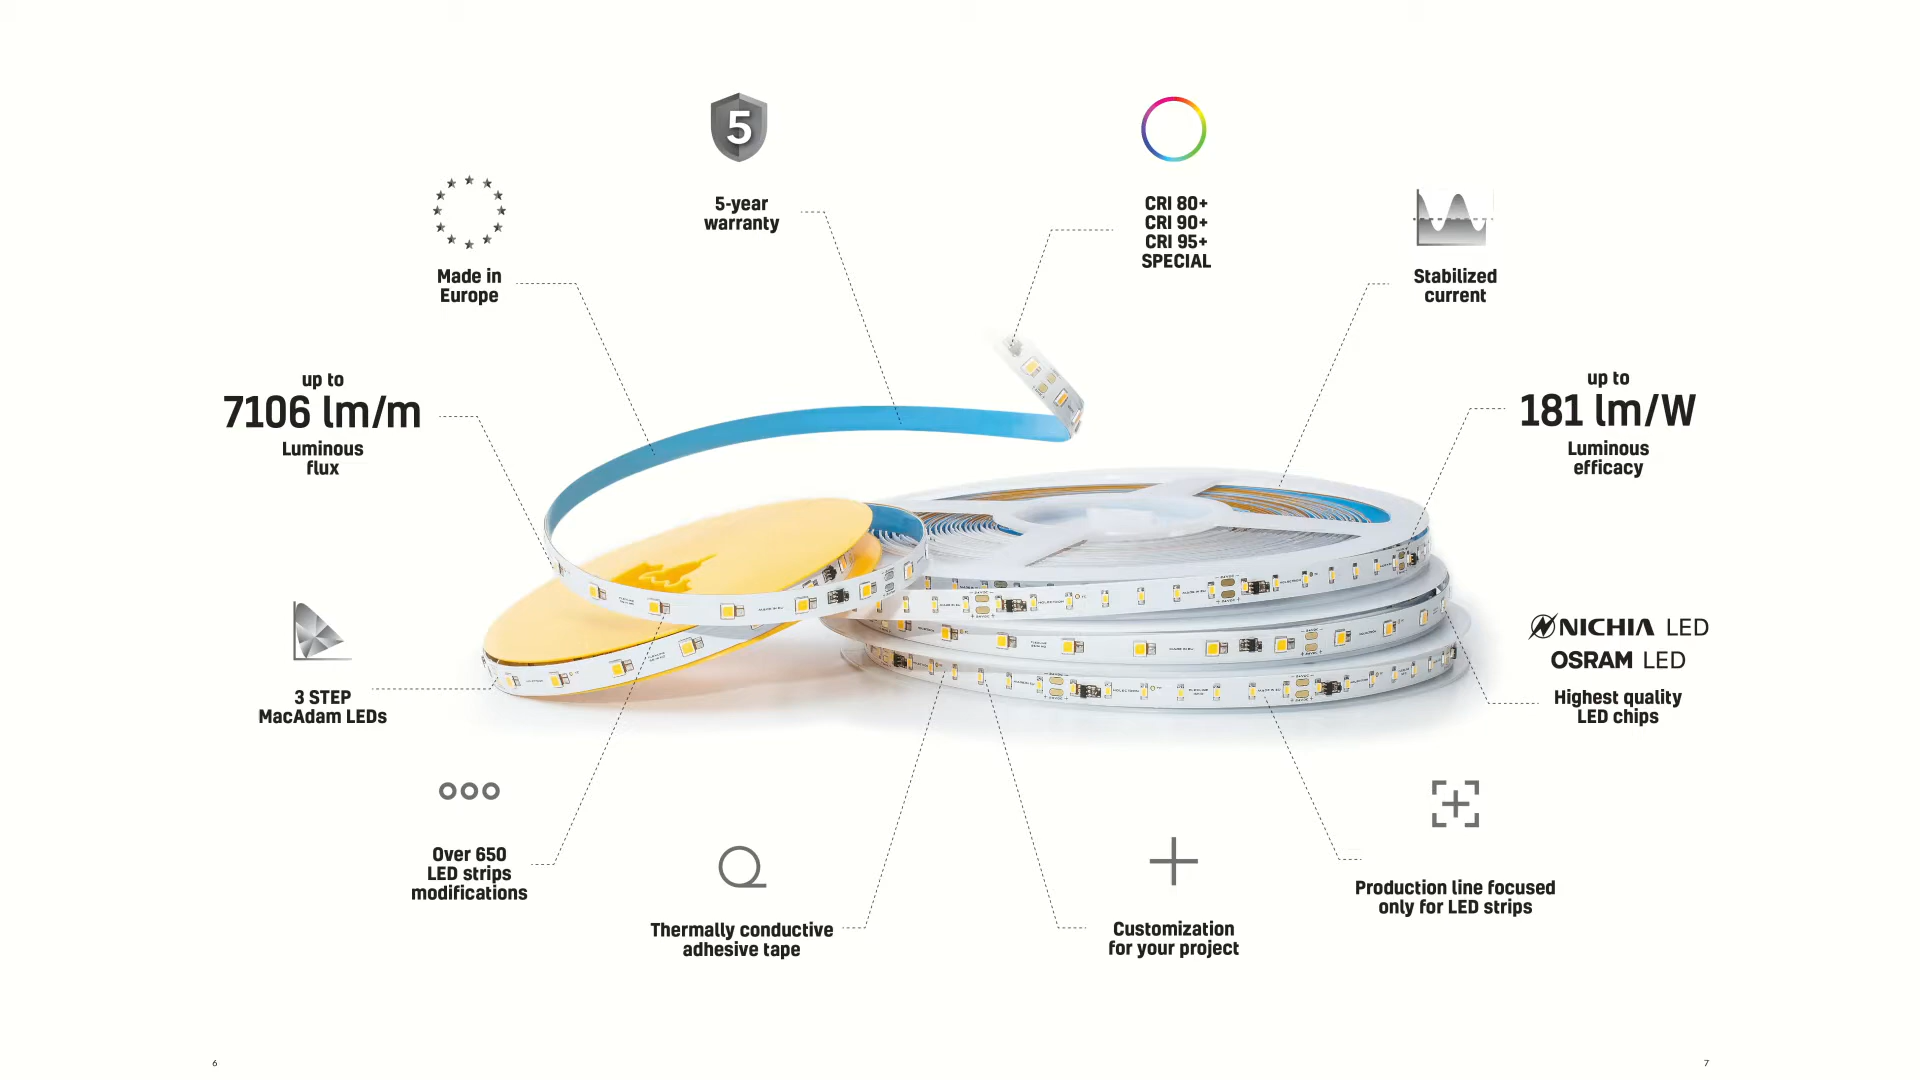 5
5-year
warranty
CRI 80+
CRI 90+
CRI 95+
SPECIAL
Made in
Europe
Stabilized
current
up to
7106 lm/m
Luminous
flux
up to
181 lm/W
Luminous
efficacy
3 STEP
MacAdam LEDs
NICHIA LED
OSRAM LED
Highest quality
LED chips
Over 650
LED strips
modifications
Thermally conductive
adhesive tape
Customization
for your project
Production line focused
only for LED strips
6
7